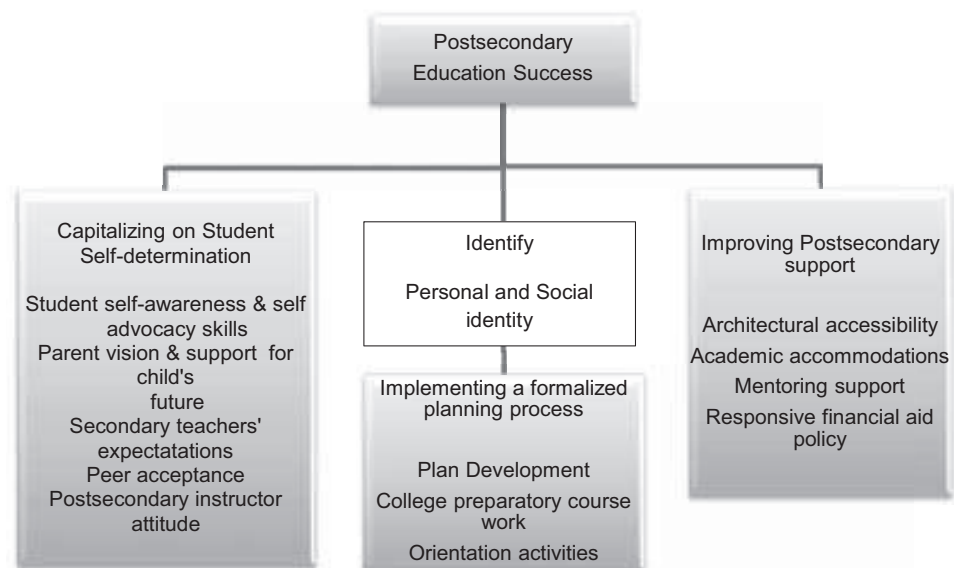 Postsecondary
Education Success
Capitalizing on Student
Self-determination
Student self-awareness & self
advocacy skills
Parent vision & support for
child's
future
Secondary teachers'
expectatations
Peer acceptance
Postsecondary instructor
attitude
Identify
Personal and Social
identity
Implementing a formalized
planning process
Plan Development
College preparatory course
work
Orientation activities
Improving Postsecondary
support
Architectural accessibility
Academic accommodations
Mentoring support
Responsive financial aid
policy